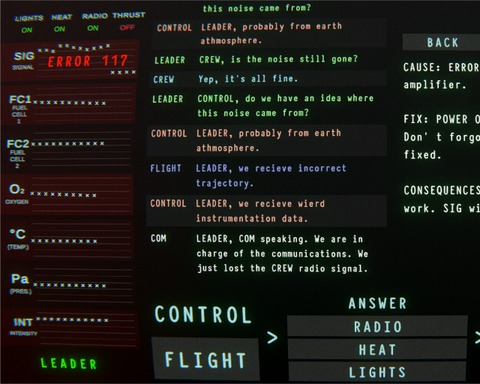 LIGHTS HEAT RADIO THRUST
ON ON ON OFF
SIG
SIGNAL
ERROR 117
FC1
FUEL
CELL
1
FC2
FUEL
CELL
2
O₂
OXYGEN
°C
(TEMP.)
Pa
(PRES.)
INT
INTENSITY
LEADER
this noise came from?
CONTROL LEADER, probably from earth
athmosphere.
LEADER CREW, is the noise still gone?
CREW Yep, it's all fine.
LEADER CONTROL, do we have an idea where
this noise came from?
CONTROL LEADER, probably from earth
athmosphere.
FLIGHT LEADER, we recieve incorrect
trajectory.
CONTROL LEADER, we recieve wierd
instrumentation data.
COM LEADER, COM speaking. We are in
charge of the communications. We
just lost the CREW radio signal.
CONTROL
FLIGHT
>
ANSWER
RADIO
HEAT
LIGHTS
>
BACK
CAUSE: ERROR
amplifier.
FIX: POWER O
Don' t forgo
fixed.
CONSEQUENCES
work. SIG wi